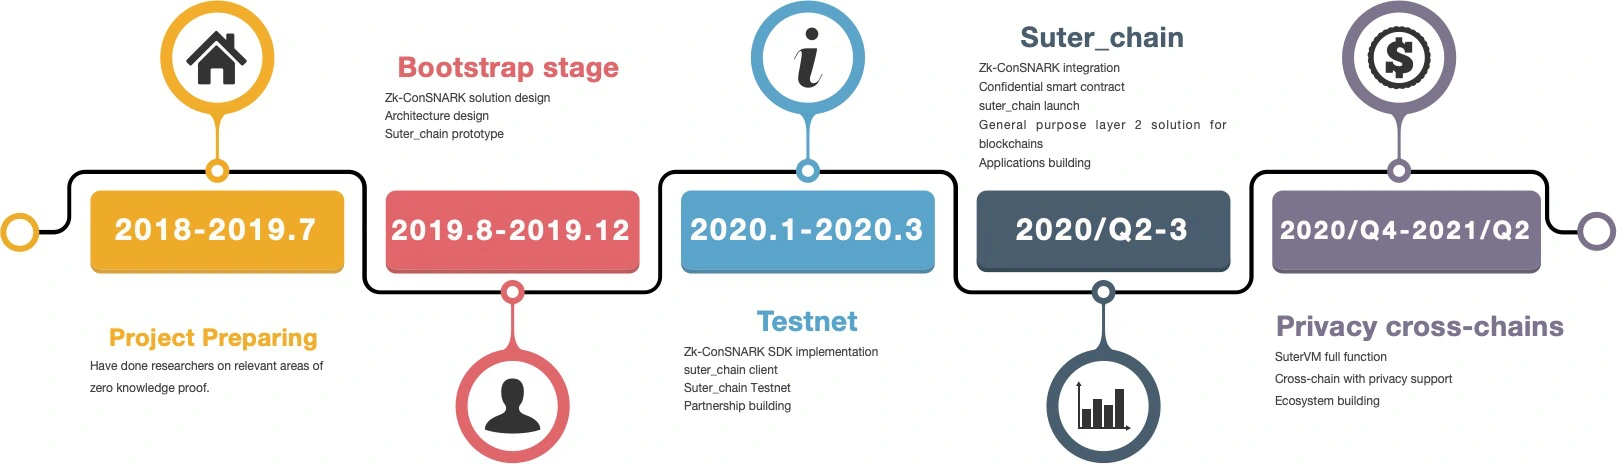 2018-2019.7
Project Preparing
Have done researchers on relevant areas of
zero knowledge proof.
Bootstrap stage
Zk-ConSNARK solution design
Architecture design
Suter_chain prototype
2019.8-2019.12
i
2020.1-2020.3
Testnet
Zk-ConSNARK SDK implementation
suter_chain client
Suter_chain Testnet
Partnership building
Suter_chain
Zk-ConSNARK integration
Confidential smart contract
suter_chain launch
General purpose layer 2 solution for
blockchains
Applications building
2020/Q2-3
$
2020/Q4-2021/Q2
Privacy cross-chains
SuterVM full function
Cross-chain with privacy support
Ecosystem building